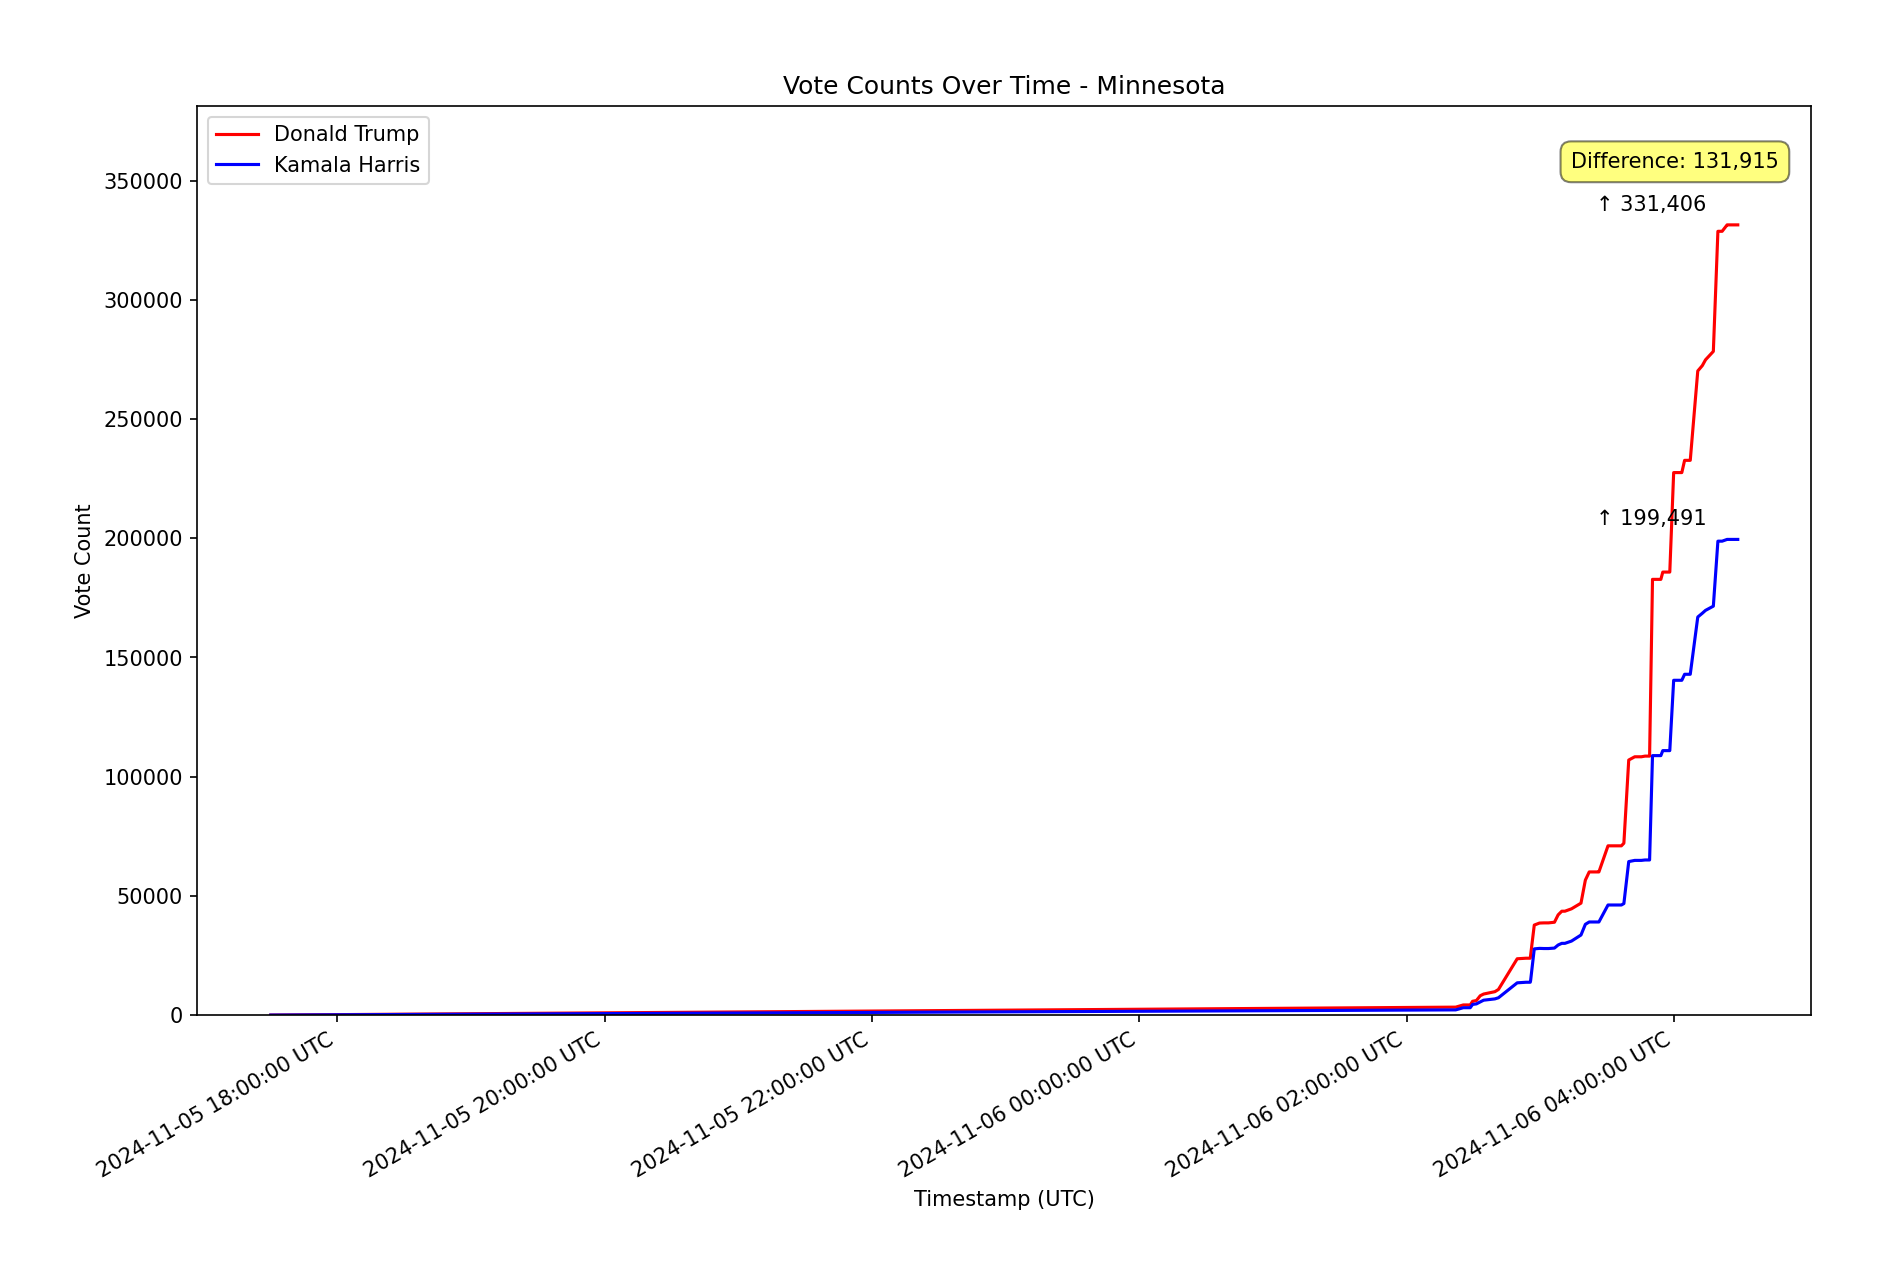 Vote Counts Over Time - Minnesota
Donald Trump
Kamala Harris
Difference: 131,915
↑ 331,406
↑ 199,491
Vote Count
350000
300000
250000
200000
150000
100000
50000
0
2024-11-05 18:00:00 UTC
2024-11-05 20:00:00 UTC
2024-11-05 22:00:00 UTC
2024-11-06 00:00:00 UTC
2024-11-06 02:00:00 UTC
2024-11-06 04:00:00 UTC
Timestamp (UTC)